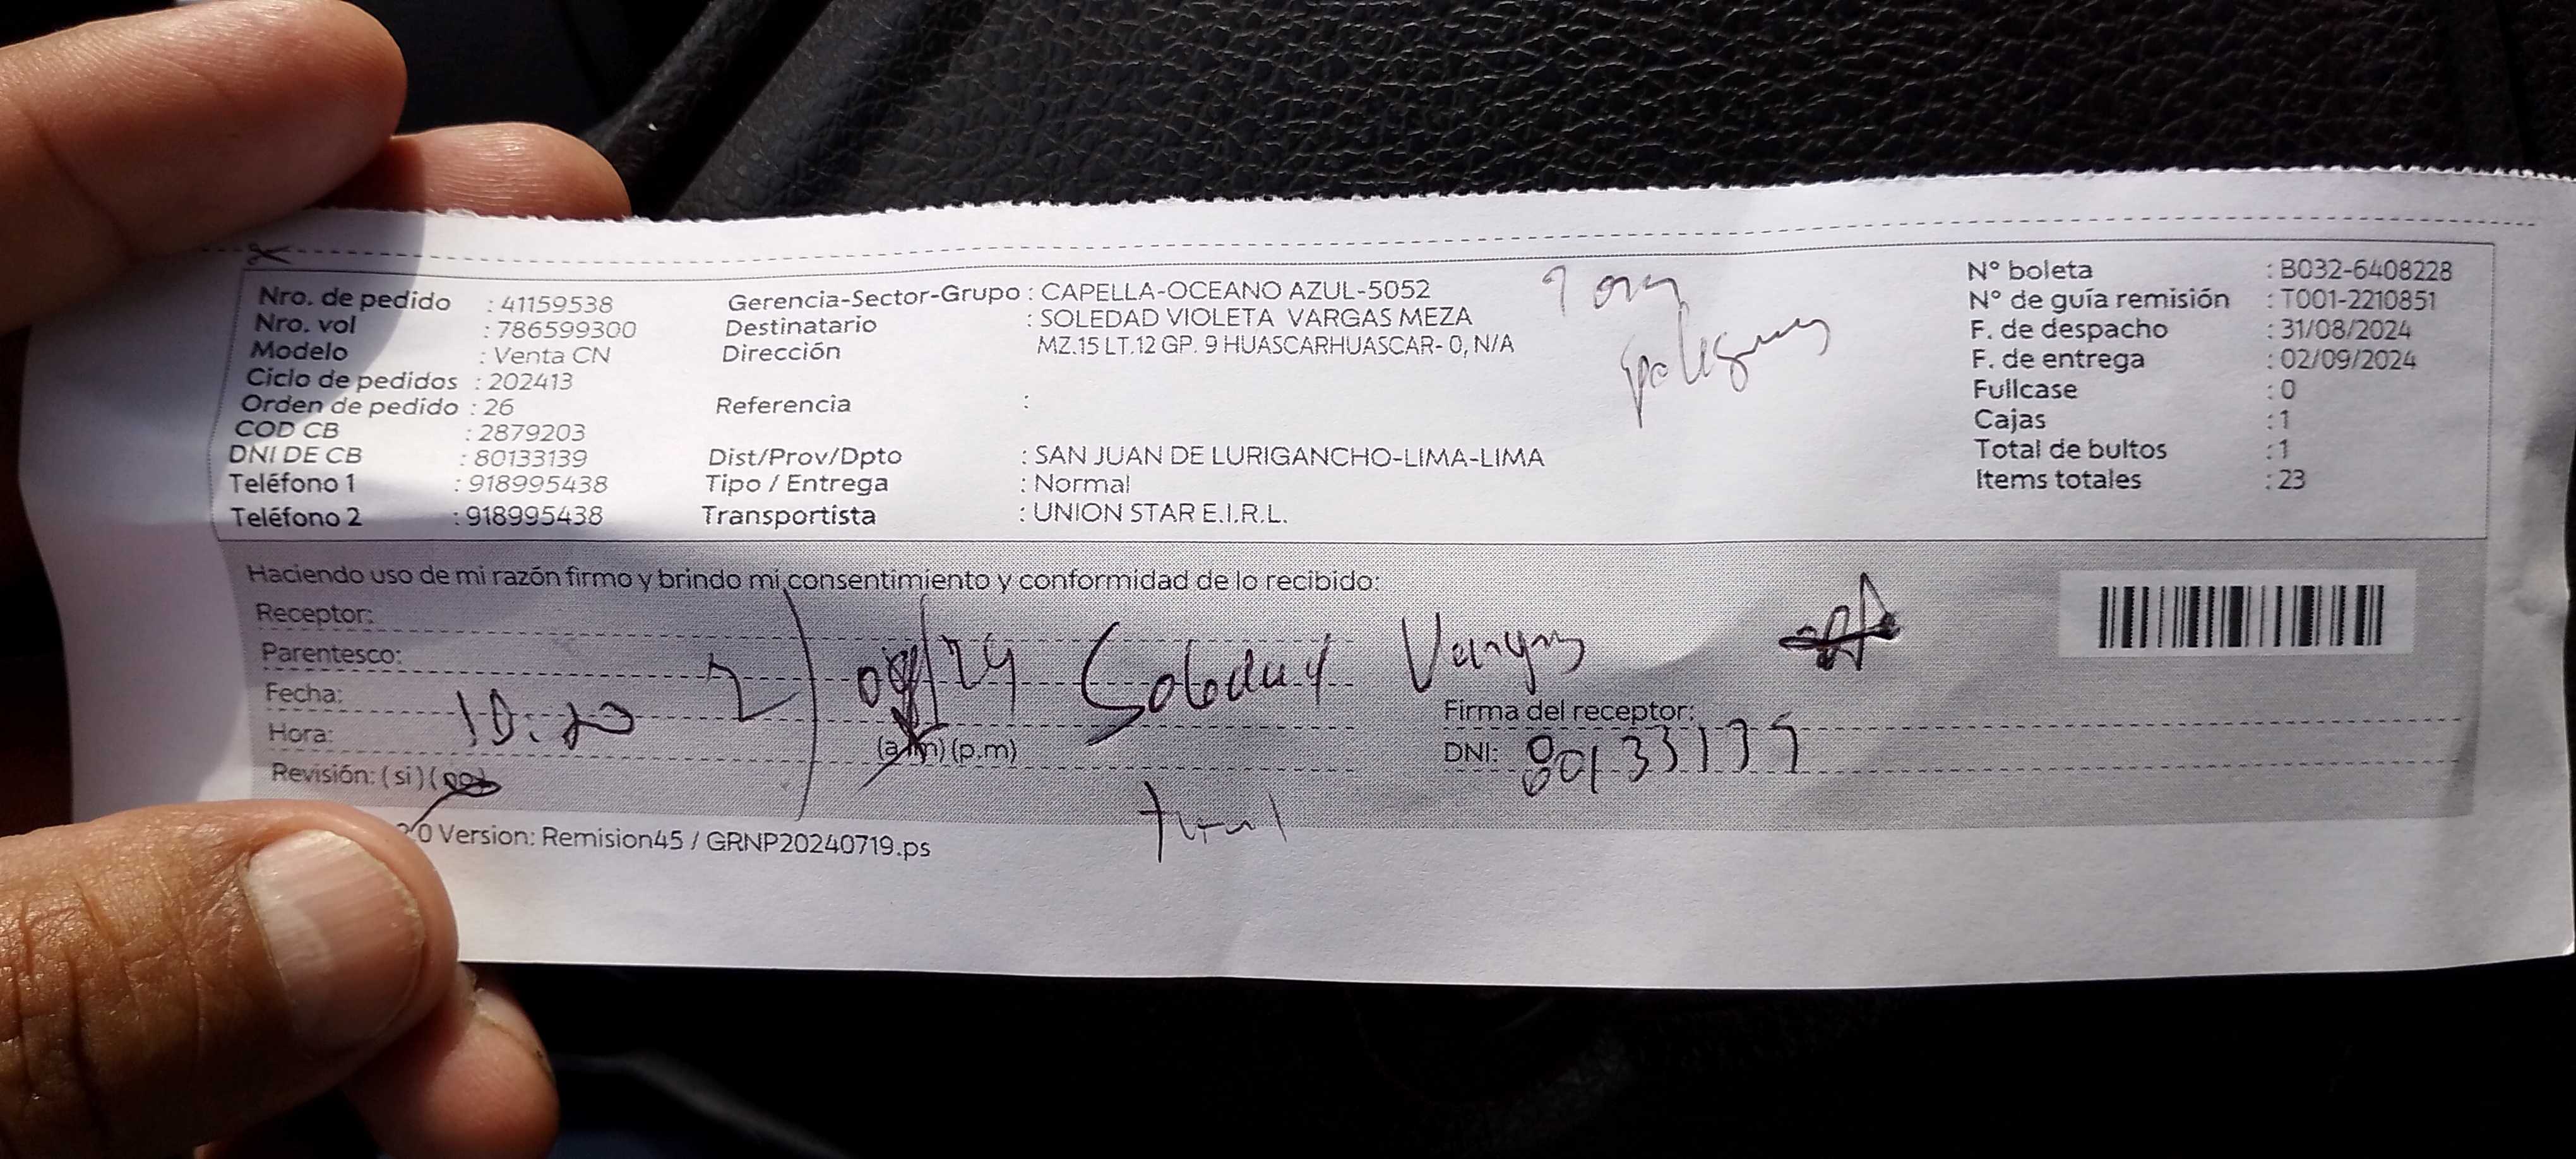 Nro. de pedido : 41159538
Nro. vol : 786599300
Modelo : Venta CN
Ciclo de pedidos : 202413
Orden de pedido : 26
COD CB : 2879203
DNI DE CB : 80133139
Teléfono 1 : 918995438
Teléfono 2 : 918995438
Gerencia-Sector-Grupo : CAPELLA-OCEANO AZUL-5052
Destinatario : SOLEDAD VIOLETA VARGAS MEZA
Dirección MZ.15 LT.12 GP. 9 HUASCARHUASCAR- 0, N/A
Referencia :
Dist/Prov/Dpto : SAN JUAN DE LURIGANCHO-LIMA-LIMA
Tipo / Entrega : Normal
Transportista : UNION STAR E.I.R.L.
N° boleta : B032-6408228
N° de guía remisión : T001-2210851
F. de despacho : 31/08/2024
F. de entrega : 02/09/2024
Fullcase : 0
Cajas : 1
Total de bultos : 1
Items totales : 23
Haciendo uso de mi razón firmo y brindo mi consentimiento y conformidad de lo recibido:
Receptor:
Parentesco:
Fecha: 2/09/24
Soledad Vargas
Hora: 10:20 (a.m) (p.m)
Revisión: (si) (no)
Firma del receptor:
DNI: 80133139
20 Version: Remision45 / GRNP20240719.ps